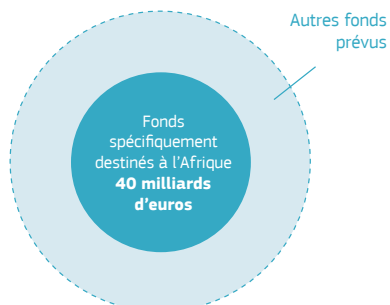 Autres fonds
prévus
Fonds
spécifiquement
destinés à l'Afrique
40 milliards
d'euros